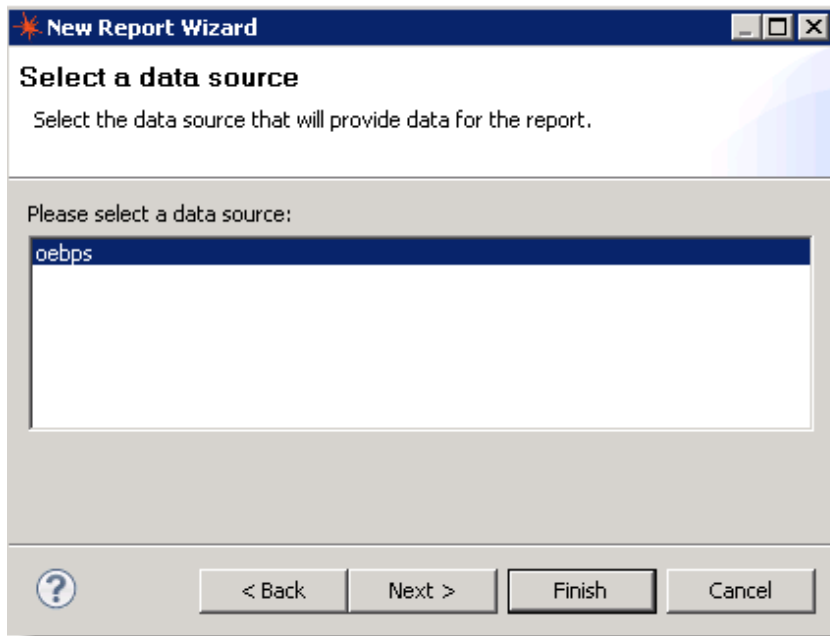 New Report Wizard
Select a data source
Select the data source that will provide data for the report.
Please select a data source:
oebps
?
< Back Next > Finish Cancel